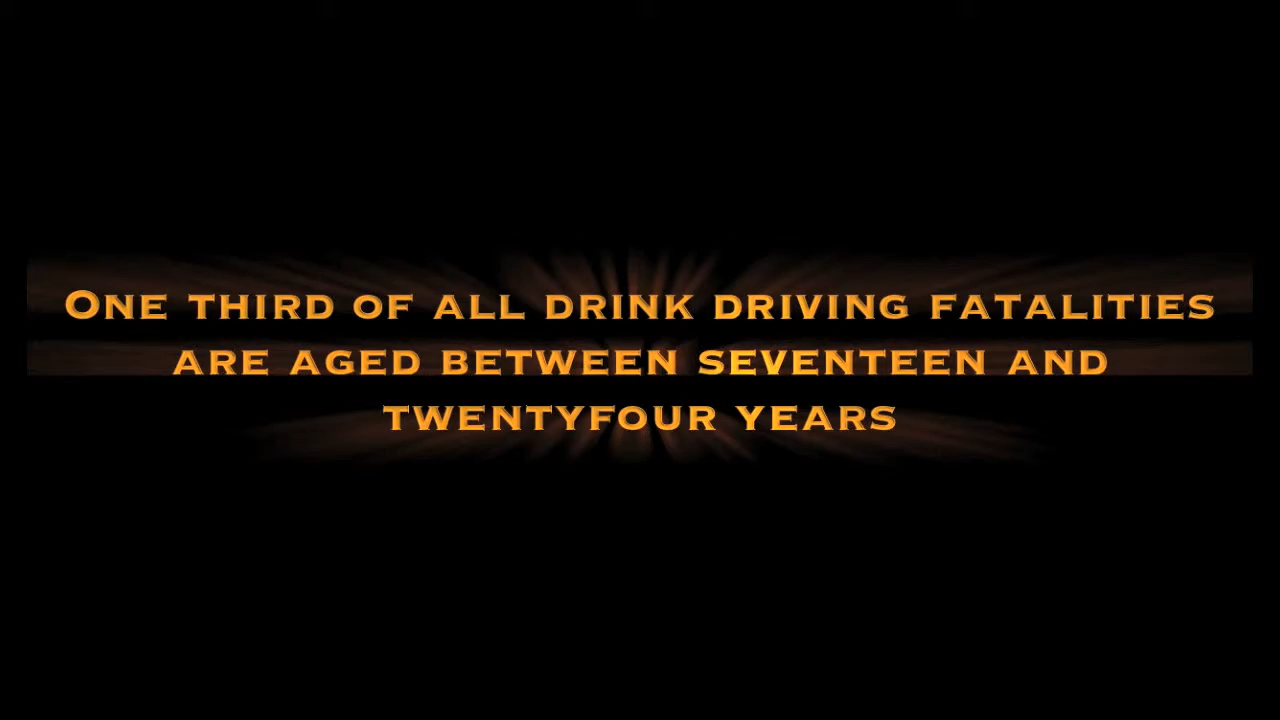 One third of all drink driving fatalities
are aged between seventeen and
twentyfour years